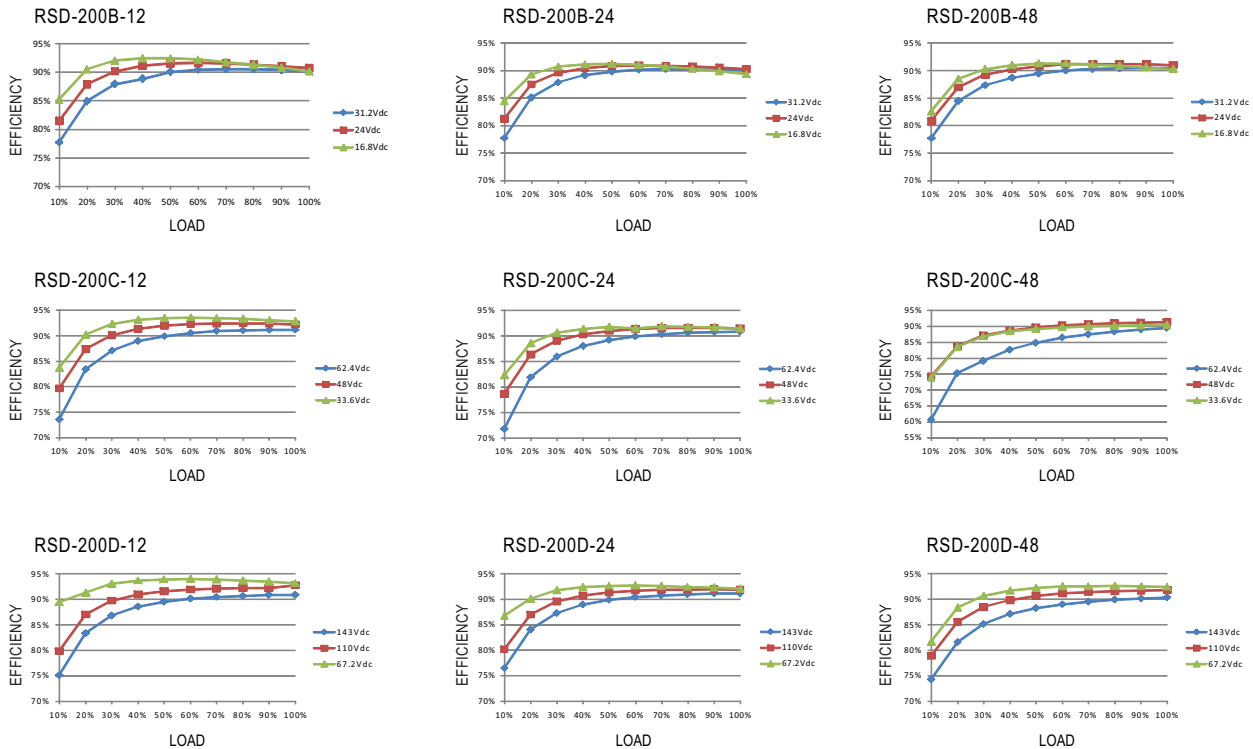 RSD-200B-12
EFFICIENCY
95%
90%
85%
80%
75%
70%
10% 20% 30% 40% 50% 60% 70% 80% 90% 100%
LOAD
31.2Vdc
24Vdc
16.8Vdc
RSD-200B-24
EFFICIENCY
95%
90%
85%
80%
75%
70%
10% 20% 30% 40% 50% 60% 70% 80% 90% 100%
LOAD
31.2Vdc
24Vdc
16.8Vdc
RSD-200B-48
EFFICIENCY
95%
90%
85%
80%
75%
70%
10% 20% 30% 40% 50% 60% 70% 80% 90% 100%
LOAD
31.2Vdc
24Vdc
16.8Vdc
RSD-200C-12
EFFICIENCY
95%
90%
85%
80%
75%
70%
10% 20% 30% 40% 50% 60% 70% 80% 90% 100%
LOAD
62.4Vdc
48Vdc
33.6Vdc
RSD-200C-24
EFFICIENCY
95%
90%
85%
80%
75%
70%
10% 20% 30% 40% 50% 60% 70% 80% 90% 100%
LOAD
62.4Vdc
48Vdc
33.6Vdc
RSD-200C-48
EFFICIENCY
95%
90%
85%
80%
75%
70%
65%
60%
55%
10% 20% 30% 40% 50% 60% 70% 80% 90% 100%
LOAD
62.4Vdc
48Vdc
33.6Vdc
RSD-200D-12
EFFICIENCY
95%
90%
85%
80%
75%
70%
10% 20% 30% 40% 50% 60% 70% 80% 90% 100%
LOAD
143Vdc
110Vdc
67.2Vdc
RSD-200D-24
EFFICIENCY
95%
90%
85%
80%
75%
70%
10% 20% 30% 40% 50% 60% 70% 80% 90% 100%
LOAD
143Vdc
110Vdc
67.2Vdc
RSD-200D-48
EFFICIENCY
95%
90%
85%
80%
75%
70%
10% 20% 30% 40% 50% 60% 70% 80% 90% 100%
LOAD
143Vdc
110Vdc
67.2Vdc